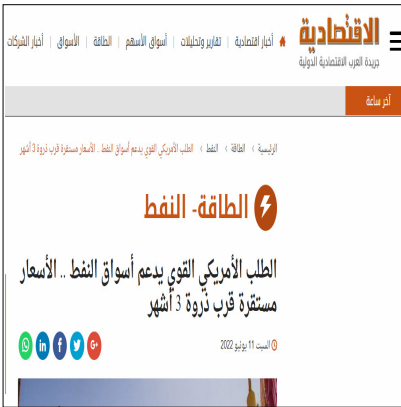 الاقتصادية
جريدة العرب الاقتصادية الدولية
أخبار اقتصادية | تقارير وتحليلات | أسواق الأسهم | الطاقة | الأسواق | أخبار الشركات
آخر ساعة
الرئيسية › الطاقة › النفط › الطلب الأمريكي القوي يدعم أسواق النفط .. الأسعار مستقرة قرب ذروة 3 أشهر
الطاقة- النفط
الطلب الأمريكي القوي يدعم أسواق النفط .. الأسعار
مستقرة قرب ذروة 3 أشهر
السبت 11 يونيو 2022
G+
f
in